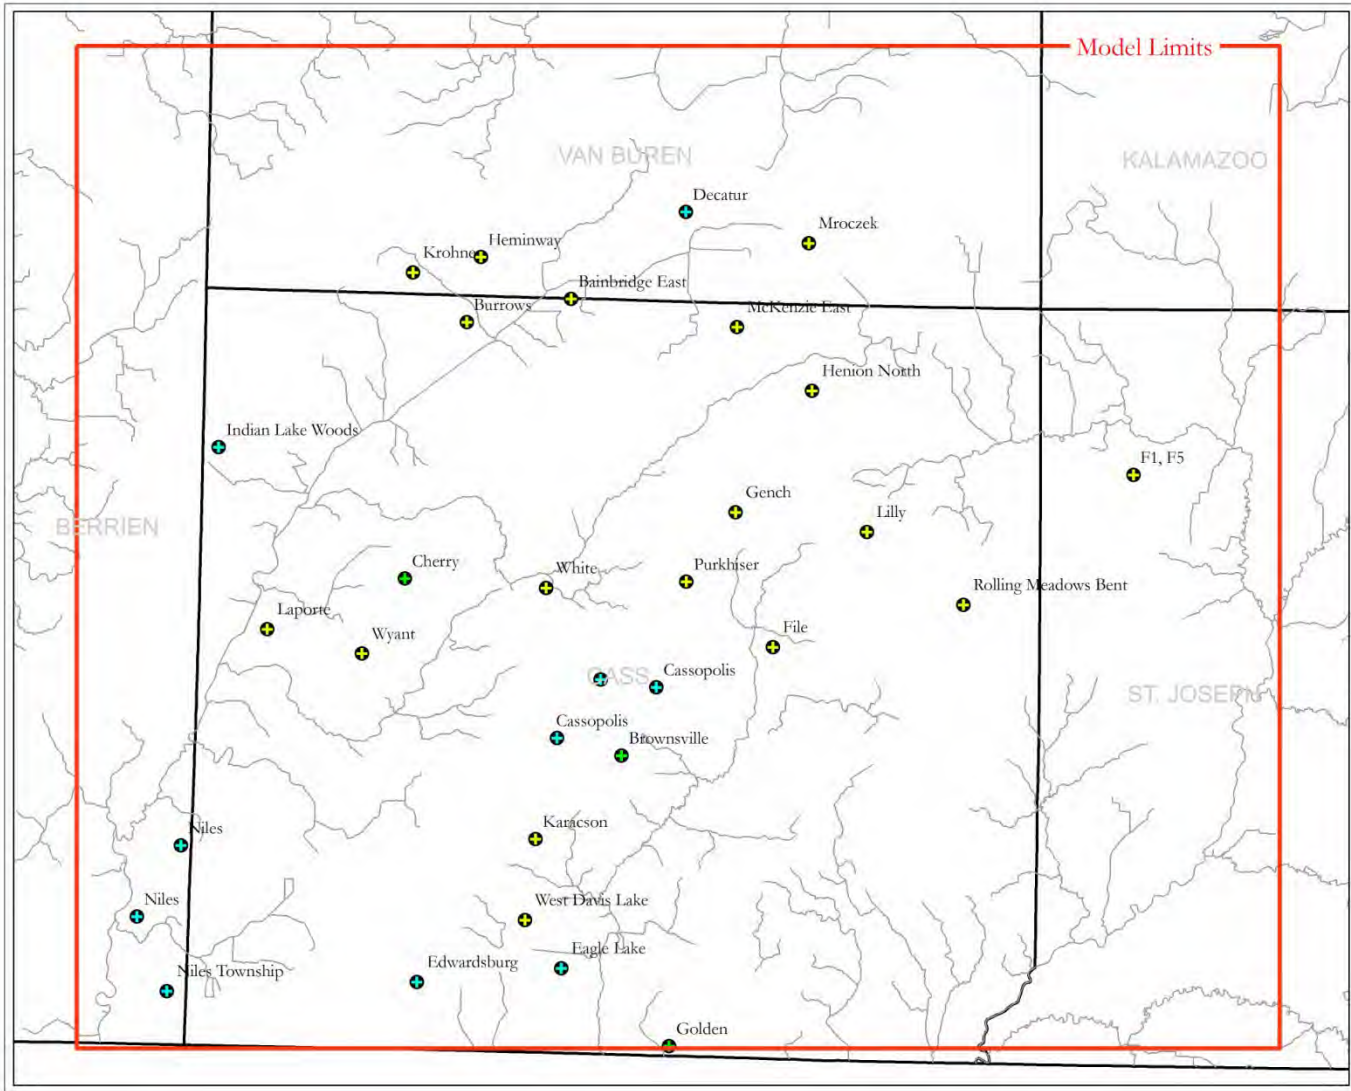 Model Limits
VAN BUREN
KALAMAZOO
Decatur
Mroczek
Heminway
Krohne
Bainbridge East
Burrows
McKenzie East
Henion North
Indian Lake Woods
F1, F5
Gench
Lilly
BERRIEN
Cherry
White
Purkhiser
Rolling Meadows Bent
Laporte
Wyant
File
CASS
Cassopolis
ST. JOSEPH
Cassopolis
Brownsville
Karacson
Niles
Niles
West Davis Lake
Eagle Lake
Edwardsburg
Niles Township
Golden